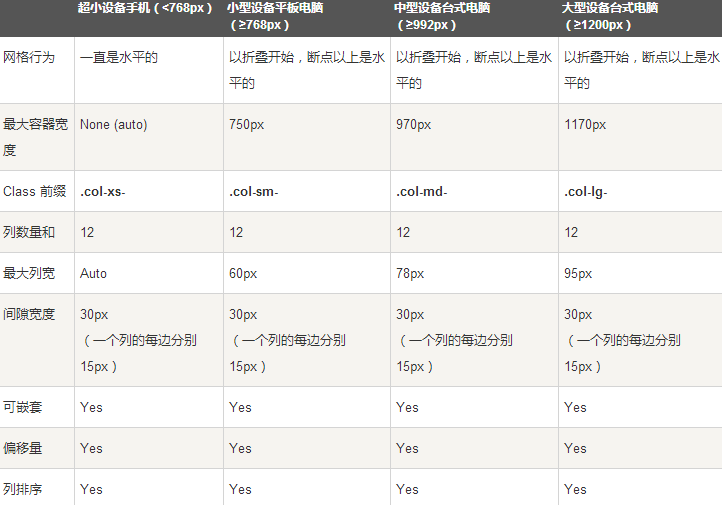 超小设备手机（<768px） 小型设备平板电脑（≥768px） 中型设备台式电脑（≥992px） 大型设备台式电脑（≥1200px）
网格行为 一直是水平的 以折叠开始，断点以上是水平的 以折叠开始，断点以上是水平的 以折叠开始，断点以上是水平的
最大容器宽度 None (auto) 750px 970px 1170px
Class 前缀 .col-xs- .col-sm- .col-md- .col-lg-
列数量和 12 12 12 12
最大列宽 Auto 60px 78px 95px
间隙宽度 30px（一个列的每边分别15px） 30px（一个列的每边分别15px） 30px（一个列的每边分别15px） 30px（一个列的每边分别15px）
可嵌套 Yes Yes Yes Yes
偏移量 Yes Yes Yes Yes
列排序 Yes Yes Yes Yes